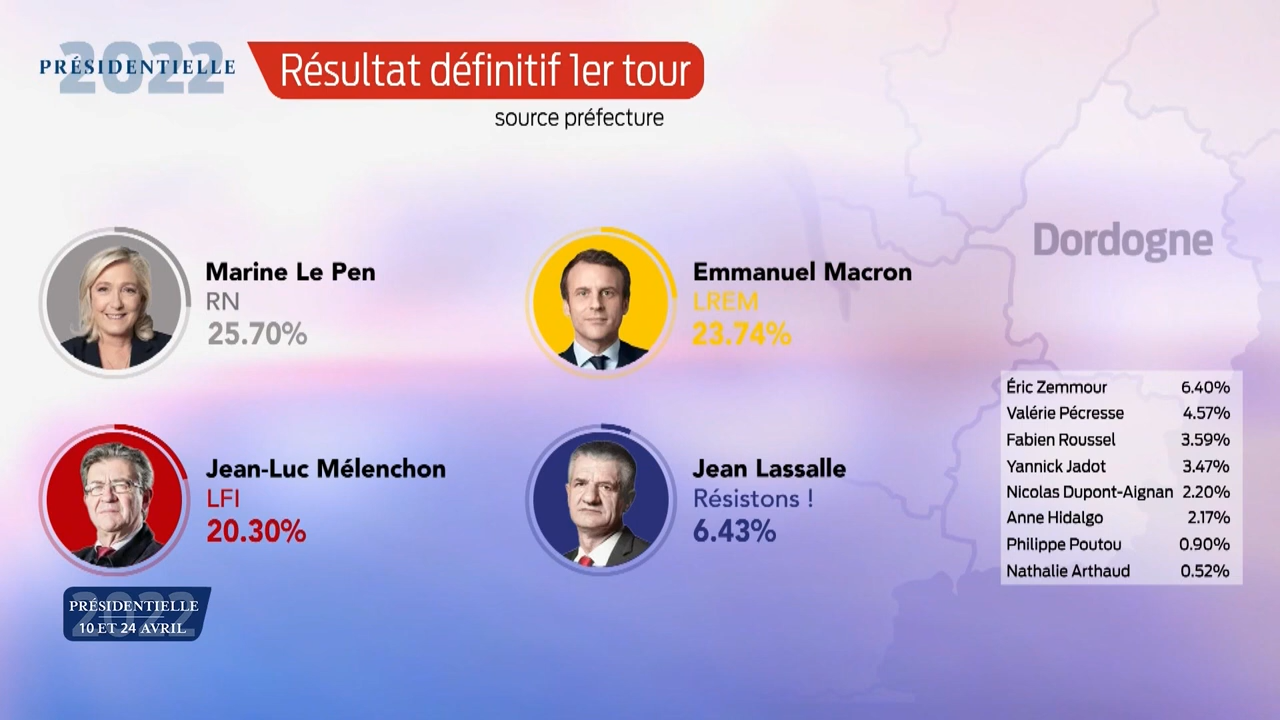 PRÉSIDENTIELLE
2022
Résultat définitif 1er tour
source préfecture
Dordogne
Marine Le Pen
RN
25.70%
Emmanuel Macron
LREM
23.74%
Jean-Luc Mélenchon
LFI
20.30%
Jean Lassalle
Résistons !
6.43%
Éric Zemmour 6.40%
Valérie Pécresse 4.57%
Fabien Roussel 3.59%
Yannick Jadot 3.47%
Nicolas Dupont-Aignan 2.20%
Anne Hidalgo 2.17%
Philippe Poutou 0.90%
Nathalie Arthaud 0.52%
PRÉSIDENTIELLE
2022
10 ET 24 AVRIL